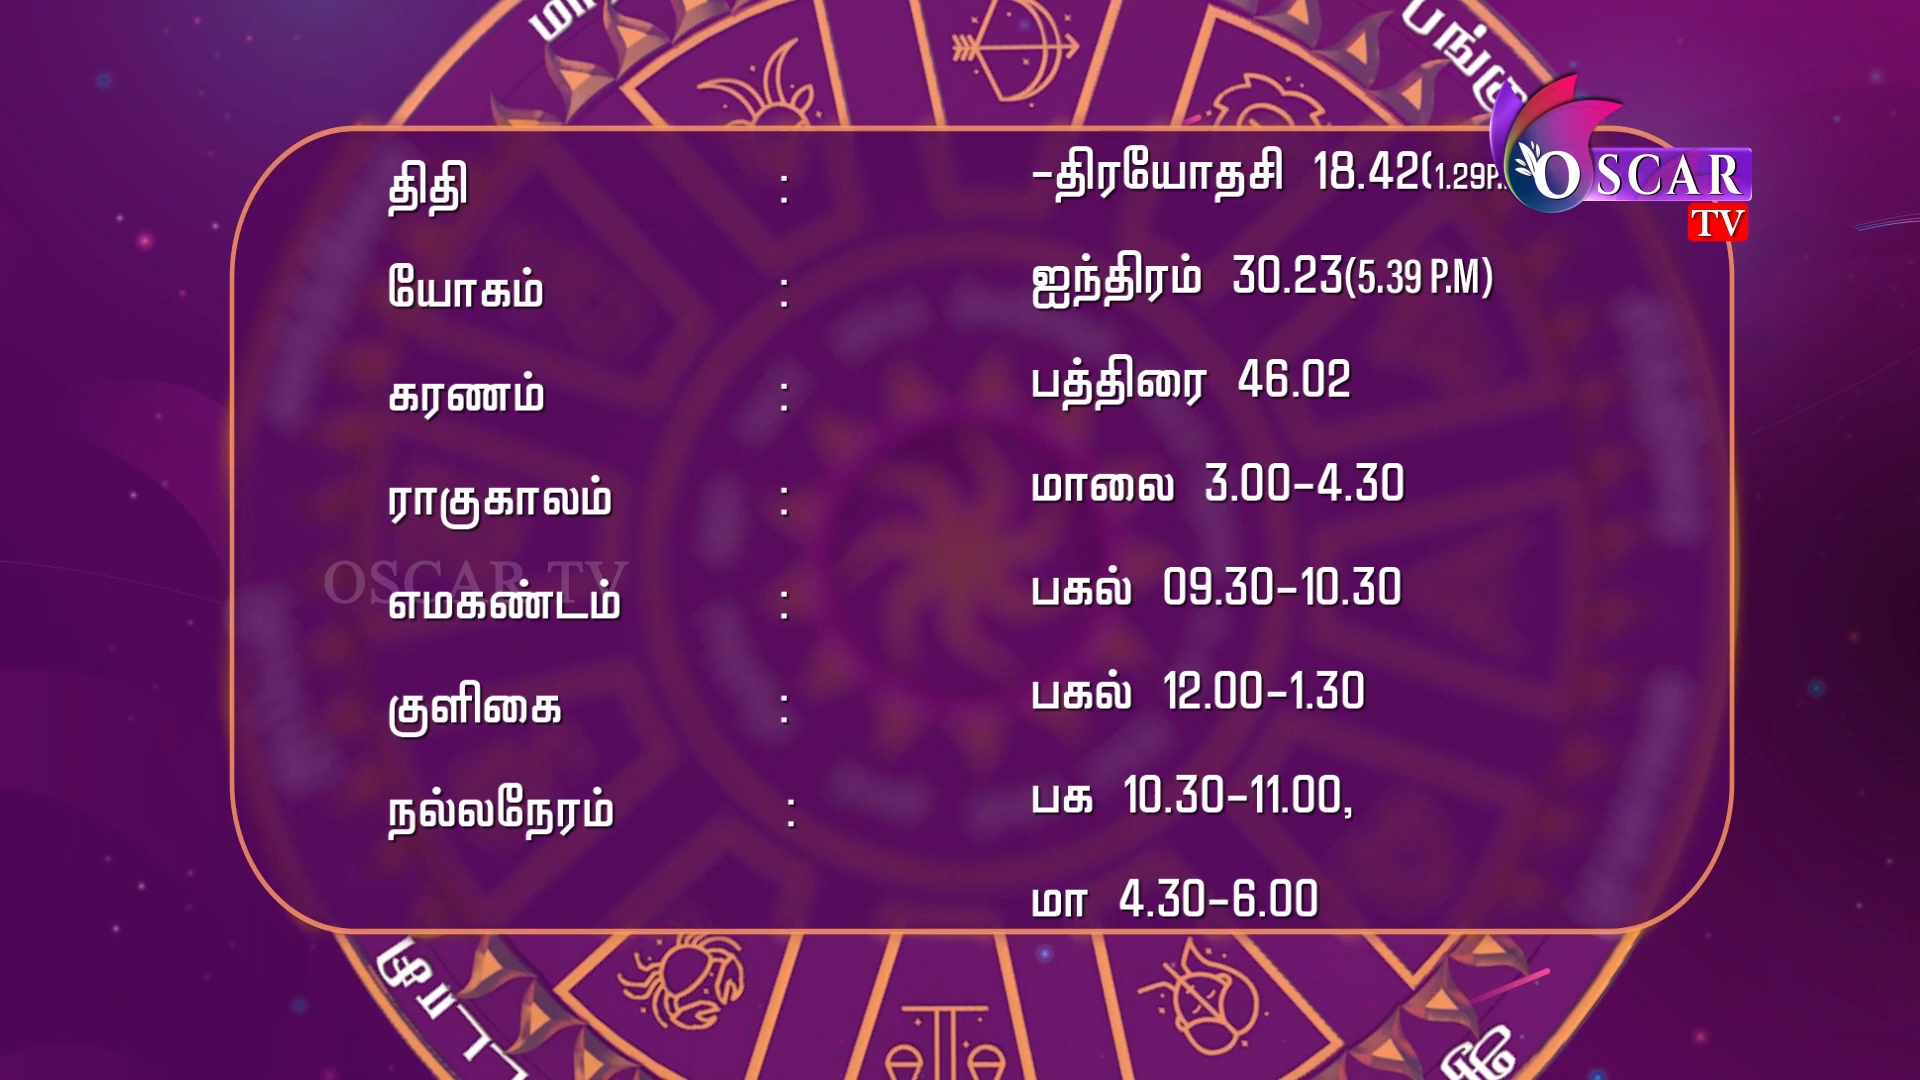 திதி : -திரயோதசி 18.42(1.29P.
OSCAR
TV
யோகம் : ஐந்திரம் 30.23(5.39 P.M)
கரணம் : பத்திரை 46.02
ராகுகாலம் : மாலை 3.00-4.30
OSCAR TV
எமகண்டம் : பகல் 09.30-10.30
குளிகை : பகல் 12.00-1.30
நல்லநேரம் : பக 10.30-11.00,
மா 4.30-6.00